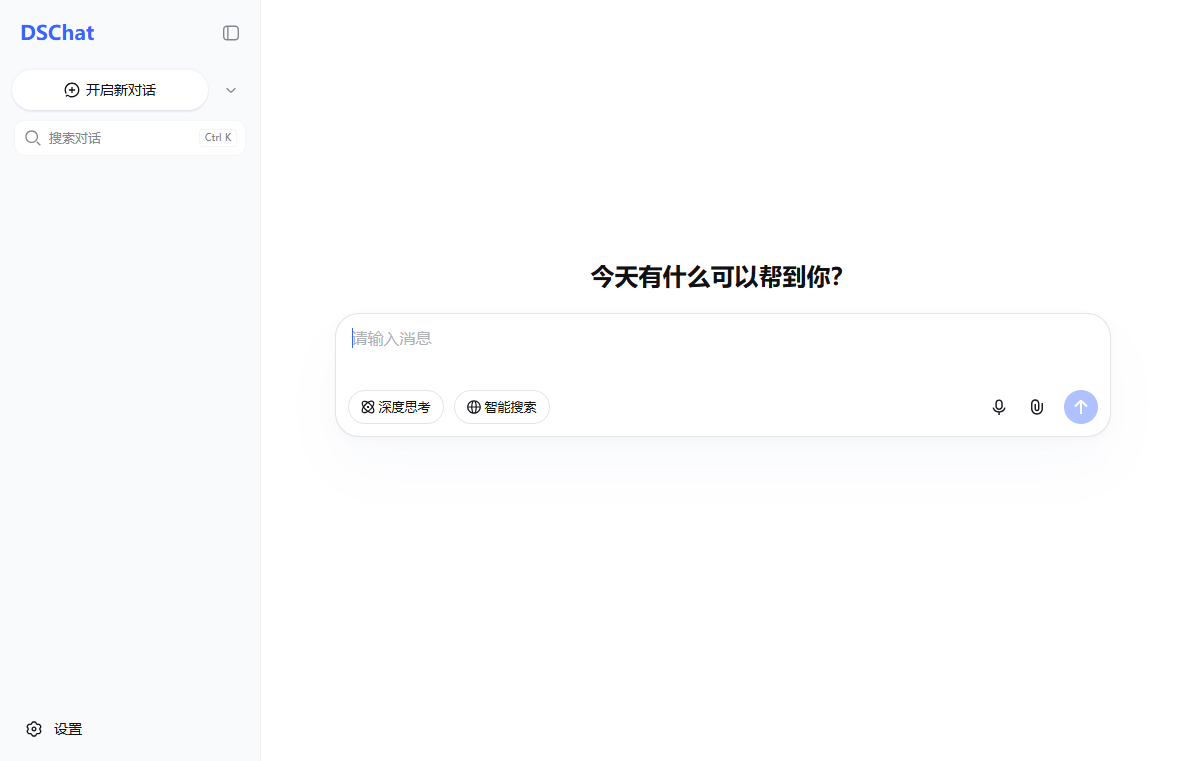 DSChat
开启新对话
搜索对话 Ctrl K
今天有什么可以帮到你?
请输入消息
深度思考 智能搜索
设置